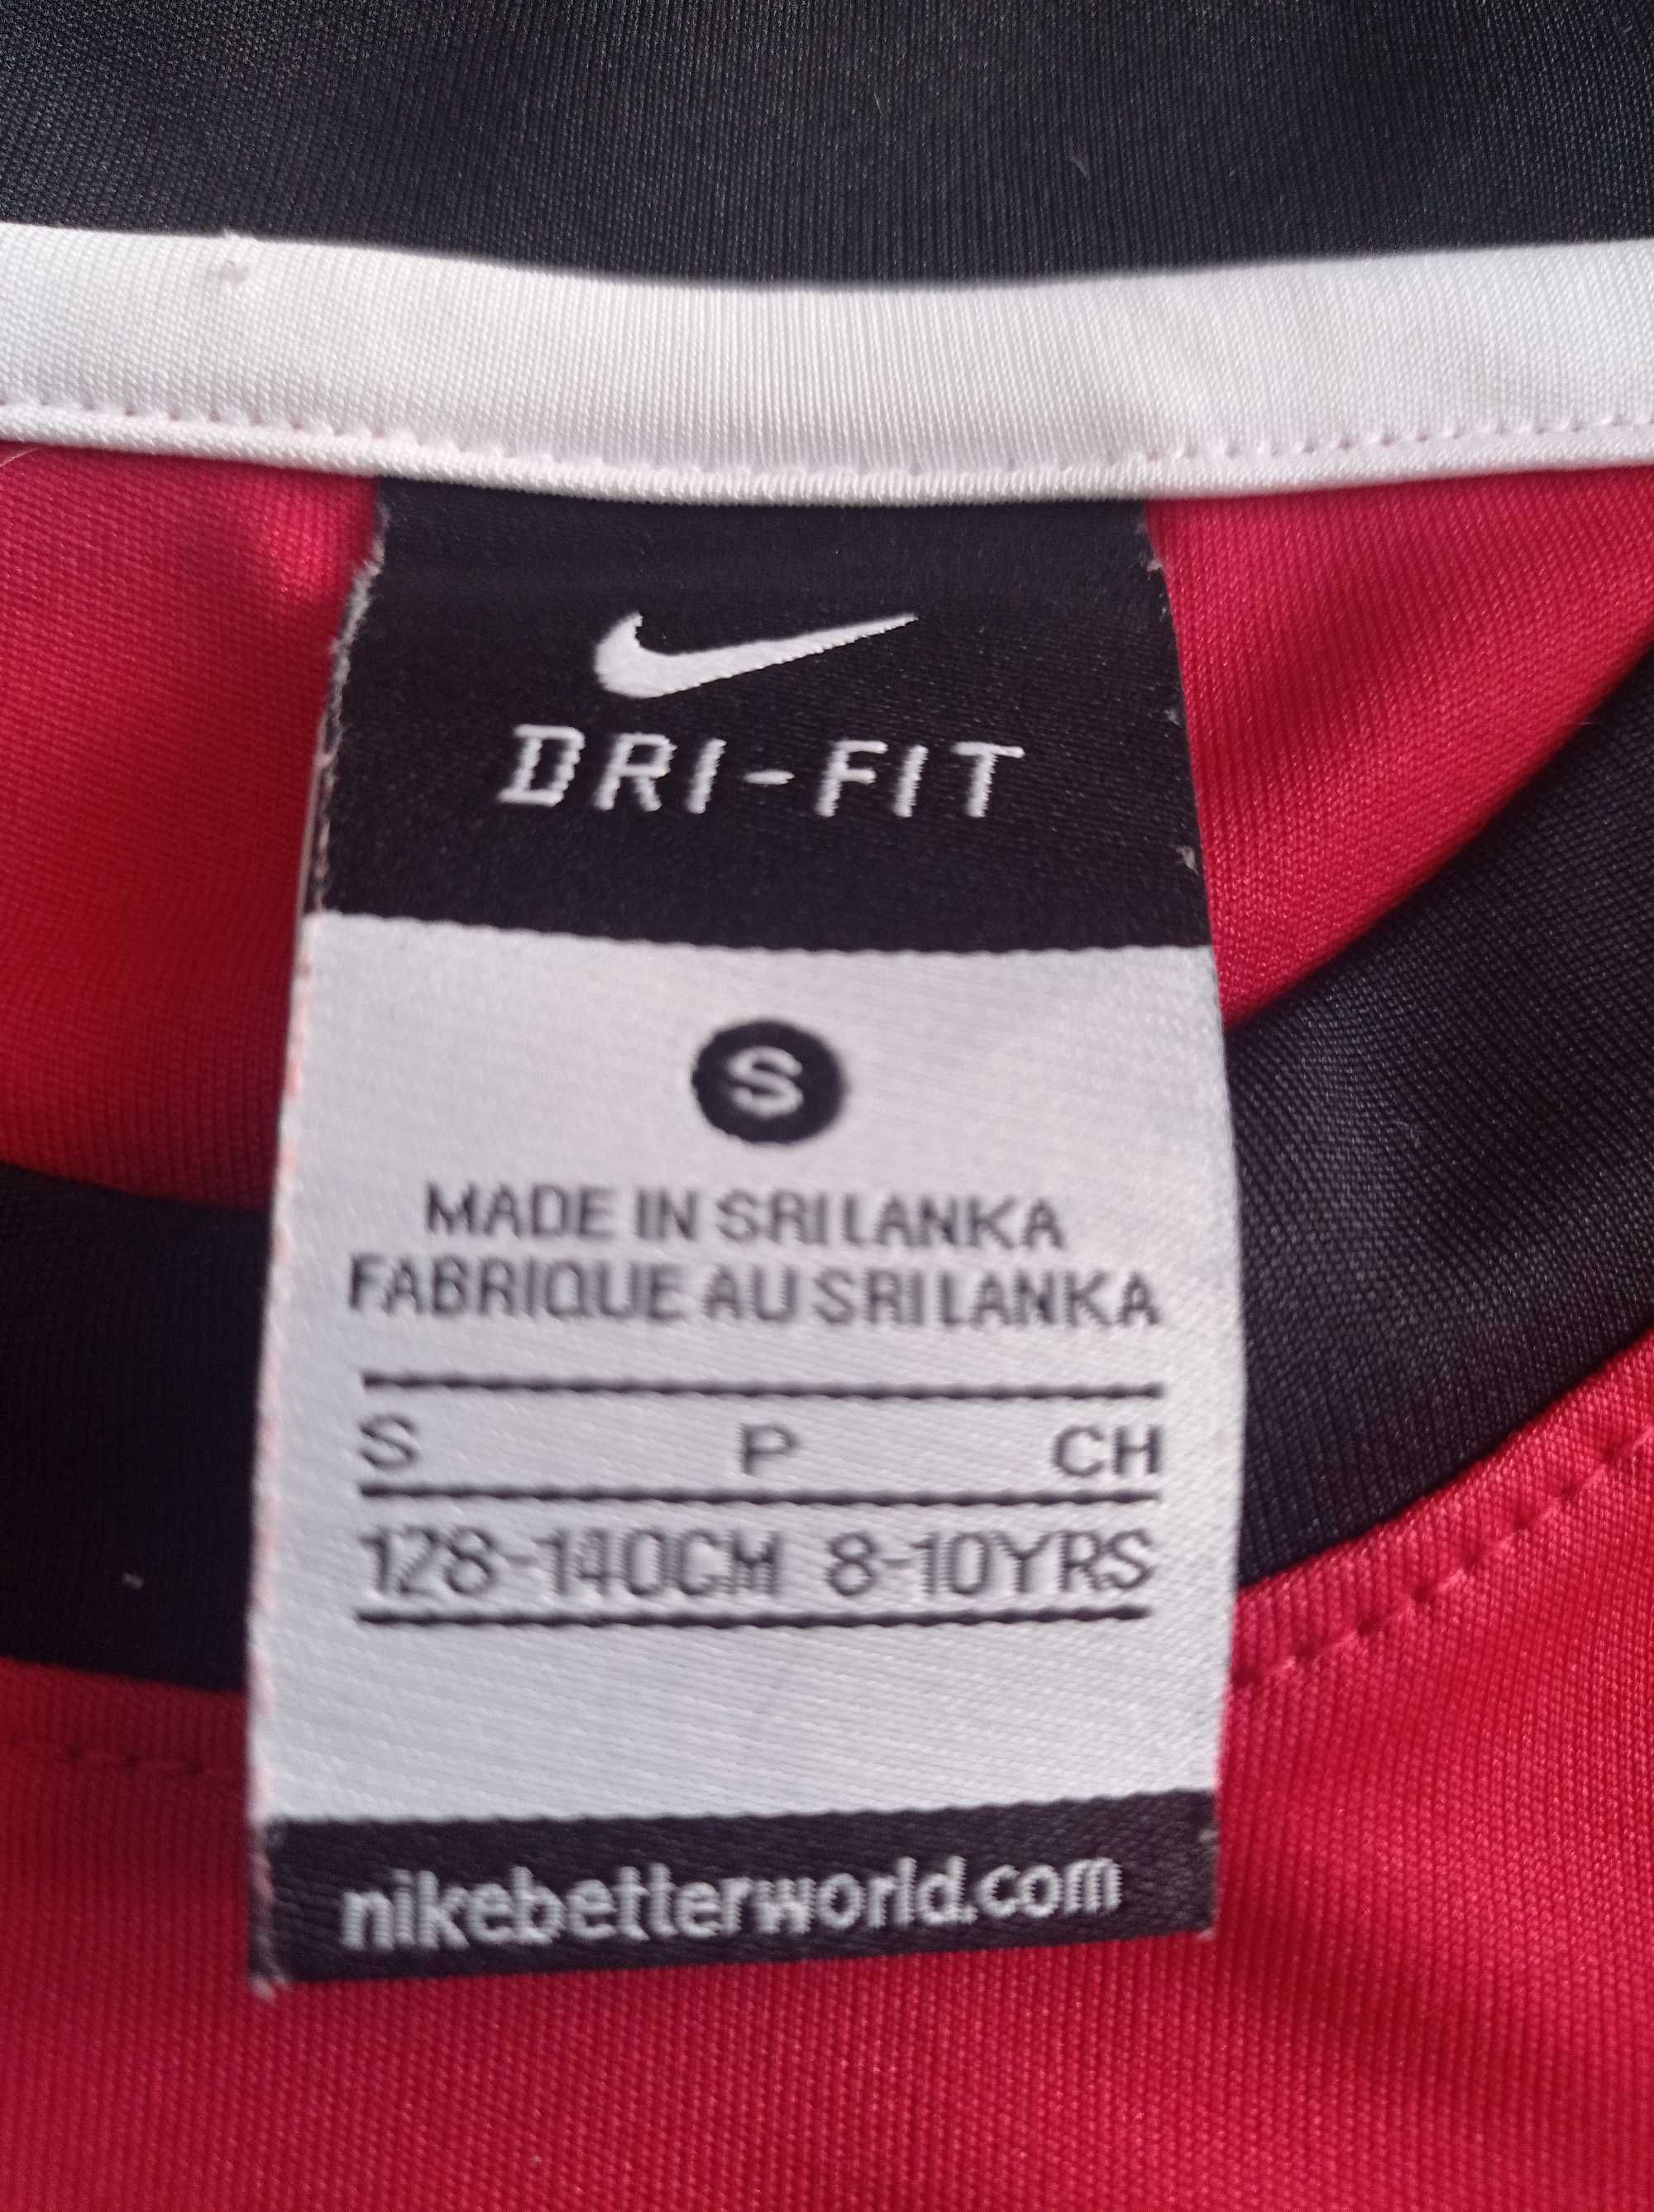 DRI-FIT
S
MADE IN SRI LANKA
FABRIQUE AU SRI LANKA
S P CH
128-140CM 8-10YRS
nikebetterworld.com